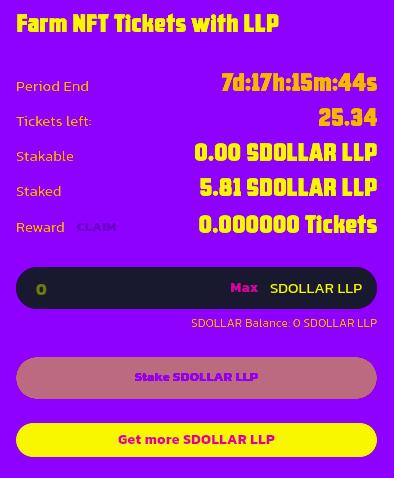 Farm NFT Tickets with LLP
Period End 7d:17h:15m:44s
Tickets left: 25.34
Stakable 0.00 SDOLLAR LLP
Staked 5.81 SDOLLAR LLP
Reward CLAIM 0.000000 Tickets
0 Max SDOLLAR LLP
SDOLLAR Balance: 0 SDOLLAR LLP
Stake SDOLLAR LLP
Get more SDOLLAR LLP